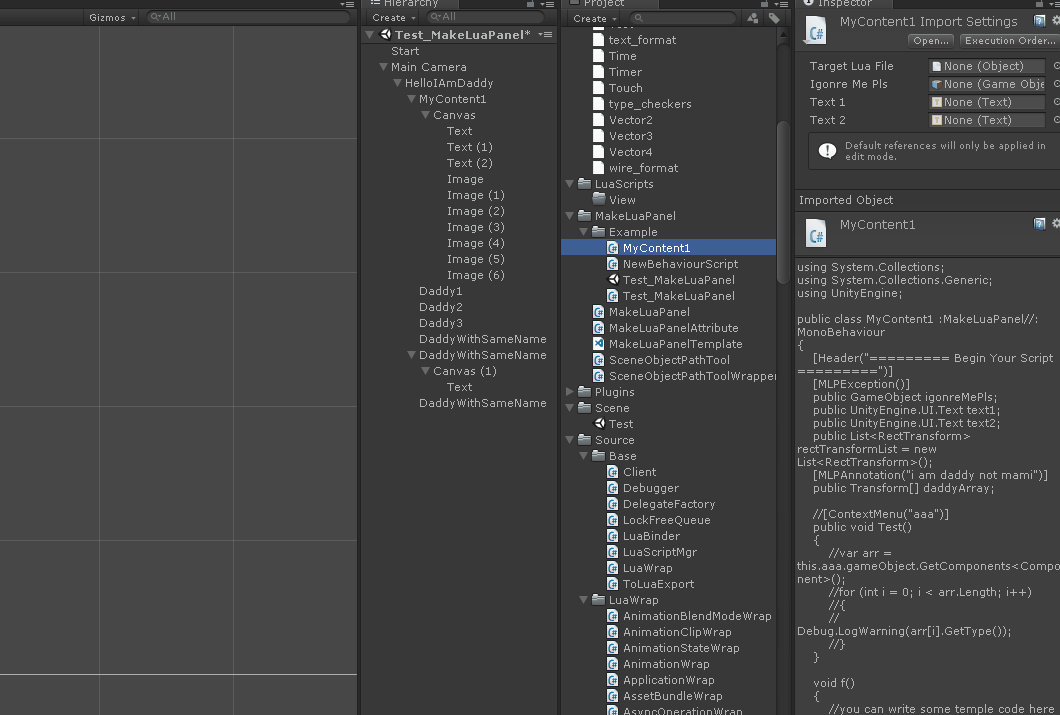 Gizmos
All
Hierarchy
Create
All
Test_MakeLuaPanel*
Start
Main Camera
HelloIAmDaddy
MyContent1
Canvas
Text
Text (1)
Text (2)
Image
Image (1)
Image (2)
Image (3)
Image (4)
Image (5)
Image (6)
Daddy1
Daddy2
Daddy3
DaddyWithSameName
DaddyWithSameName
Canvas (1)
Text
DaddyWithSameName
Project
Create
text_format
Time
Timer
Touch
type_checkers
Vector2
Vector3
Vector4
wire_format
LuaScripts
View
MakeLuaPanel
Example
MyContent1
NewBehaviourScript
Test_MakeLuaPanel
Test_MakeLuaPanel
MakeLuaPanel
MakeLuaPanelAttribute
MakeLuaPanelTemplate
SceneObjectPathTool
SceneObjectPathToolWrapper
Plugins
Scene
Test
Source
Base
Client
Debugger
DelegateFactory
LockFreeQueue
LuaBinder
LuaScriptMgr
LuaWrap
ToLuaExport
LuaWrap
AnimationBlendModeWrap
AnimationClipWrap
AnimationStateWrap
AnimationWrap
ApplicationWrap
AssetBundleWrap
AsyncOperationWrap
Inspector
MyContent1 Import Settings
Open...
Execution Order...
Target Lua File
None (Object)
Igonre Me Pls
None (Game Obje
Text 1
None (Text)
Text 2
None (Text)
Default references will only be applied in
edit mode.
Imported Object
MyContent1
using System.Collections;
using System.Collections.Generic;
using UnityEngine;
public class MyContent1 :MakeLuaPanel//:
MonoBehaviour
{
[Header("========= Begin Your Script
=========")]
[MLPException()]
public GameObject igonreMePls;
public UnityEngine.UI.Text text1;
public UnityEngine.UI.Text text2;
public List<RectTransform>
rectTransformList = new
List<RectTransform>();
[MLPAnnotation("i am daddy not mami")]
public Transform[] daddyArray;
//[ContextMenu("aaa")]
public void Test()
{
//var arr =
this.aaa.gameObject.GetComponents<Compo
nent>();
//for (int i = 0; i < arr.Length; i++)
//{
//
Debug.LogWarning(arr[i].GetType());
//}
}
void f()
{
//you can write some temple code here